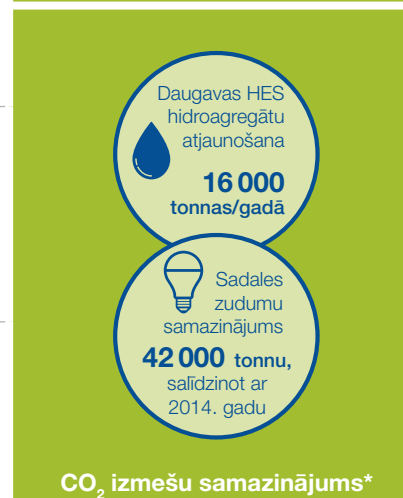 Daugavas HES
hidroagregātu
atjaunošana
16 000
tonnas/gadā
Sadales
zudumu
samazinājums
42 000 tonnu,
salīdzinot ar
2014. gadu
CO₂ izmešu samazinājums*